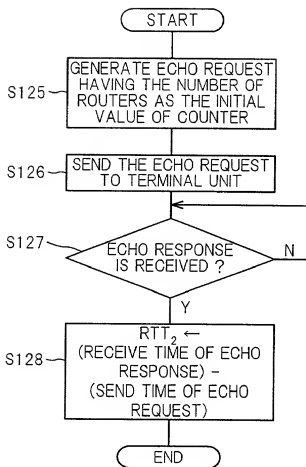 START
S125
GENERATE ECHO REQUEST
HAVING THE NUMBER OF
ROUTERS AS THE INITIAL
VALUE OF COUNTER
S126
SEND THE ECHO REQUEST
TO TERMINAL UNIT
S127
ECHO RESPONSE
IS RECEIVED ?
N
Y
S128
RTT₂ ←
(RECEIVE TIME OF ECHO
RESPONSE) –
(SEND TIME OF ECHO
REQUEST)
END